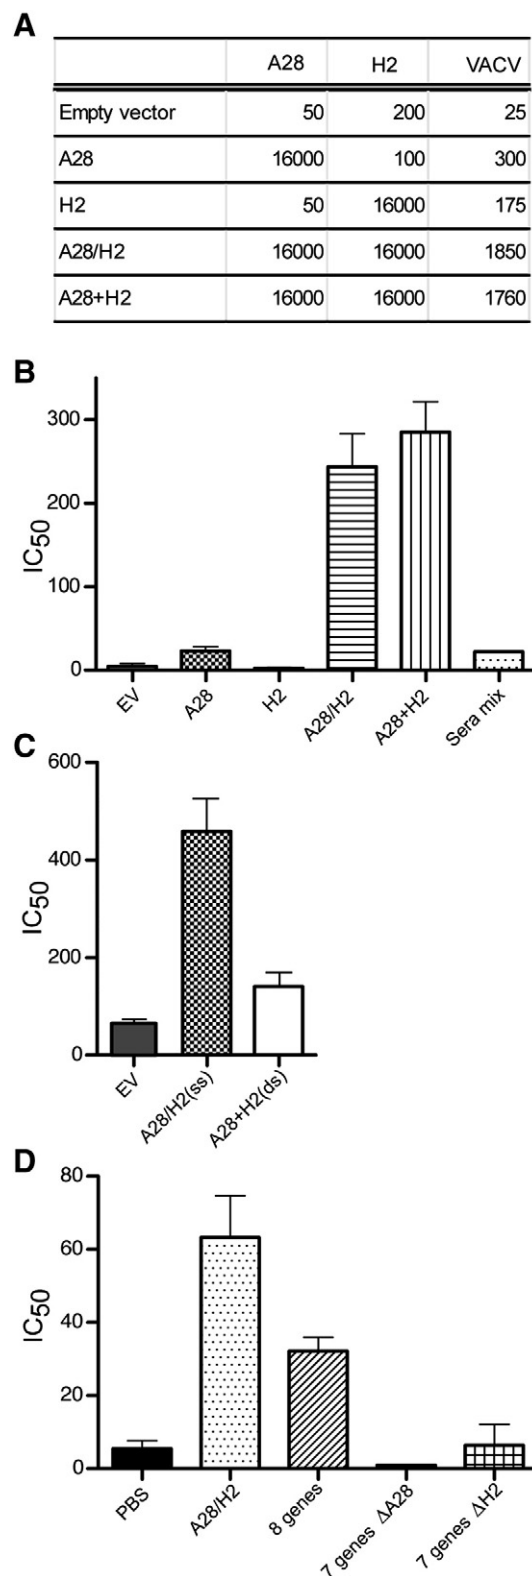 A
A28 H2 VACV
Empty vector 50 200 25
A28 16000 100 300
H2 50 16000 175
A28/H2 16000 16000 1850
A28+H2 16000 16000 1760
B
300
200
100
0
IC50
EV A28 H2 A28/H2 A28+H2 Sera mix
C
600
400
200
0
IC50
EV A28/H2(ss) A28+H2(ds)
D
80
60
40
20
0
IC50
PBS A28/H2 8 genes 7 genes ΔA28 7 genes ΔH2